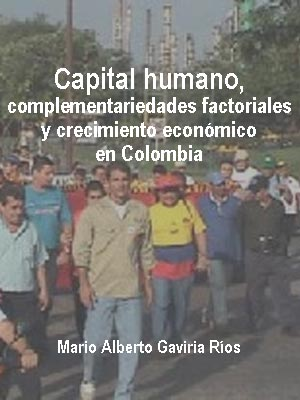 Capital humano,
complementariedades factoriales
y crecimiento económico
en Colombia
Mario Alberto Gaviria Ríos